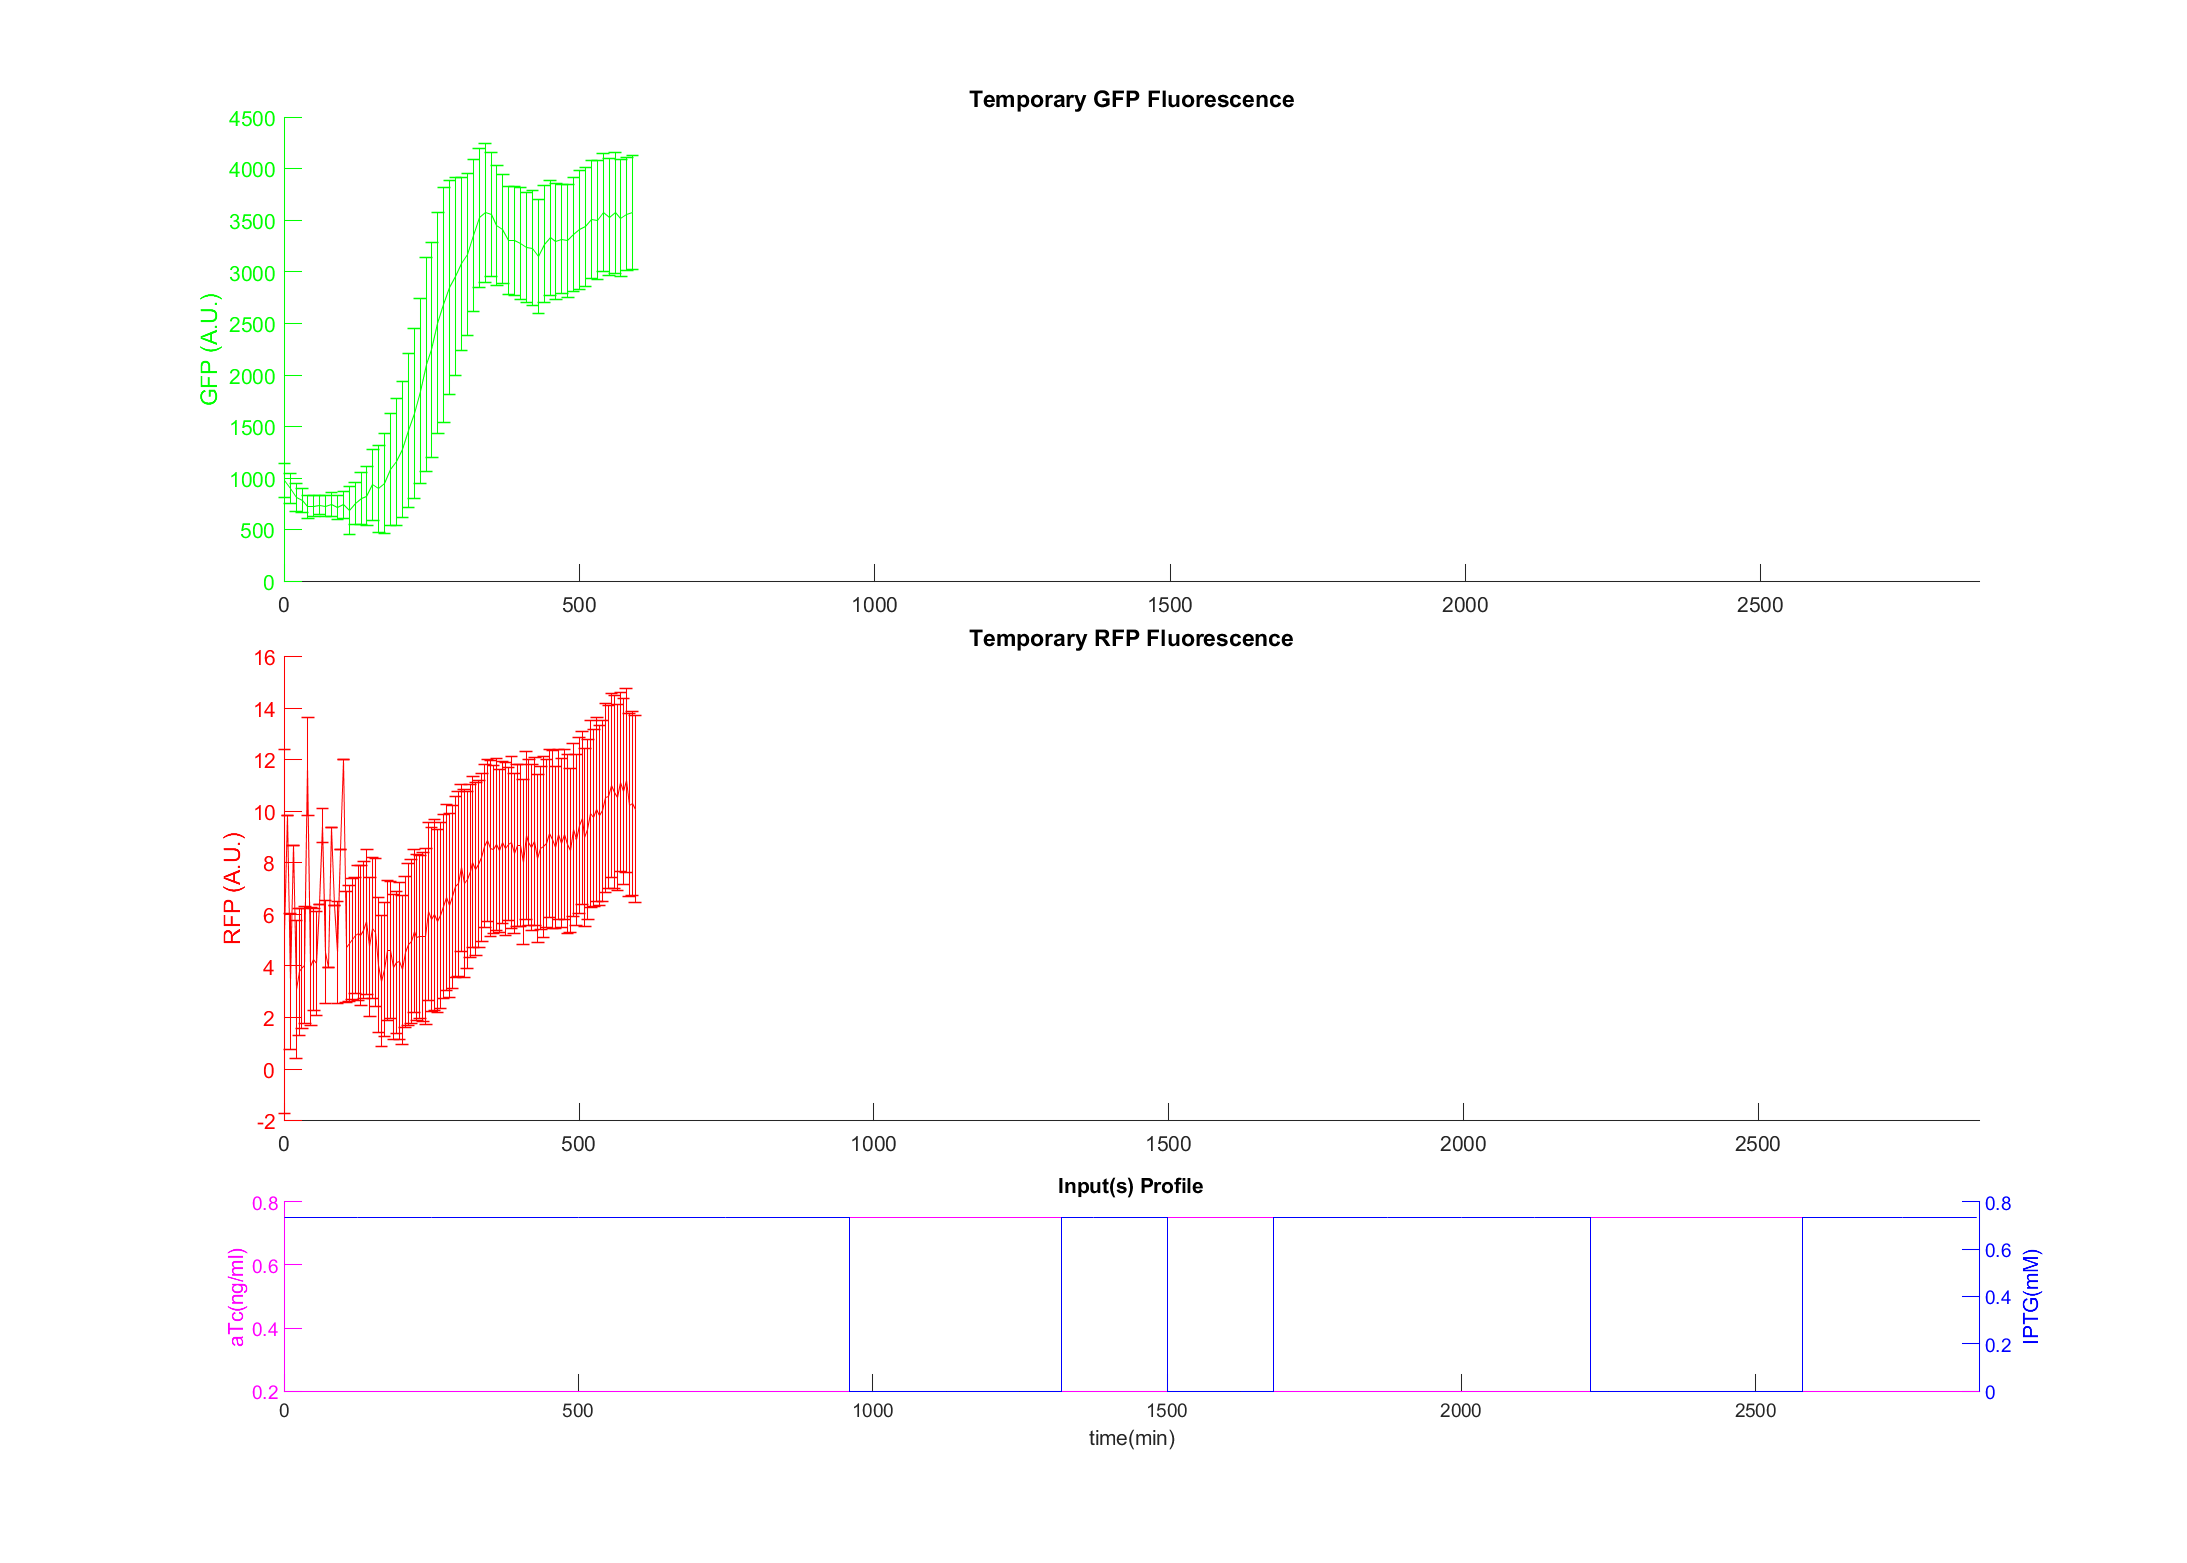 Temporary GFP Fluorescence
4500
4000
3500
3000
2500
2000
1500
1000
500
0
GFP (A.U.)
0 500 1000 1500 2000 2500
Temporary RFP Fluorescence
16
14
12
10
8
6
4
2
0
-2
RFP (A.U.)
0 500 1000 1500 2000 2500
Input(s) Profile
0.8
0.6
0.4
0.2
aTc(ng/ml)
0.8
0.6
0.4
0.2
0
IPTG(mM)
0 500 1000 1500 2000 2500
time(min)